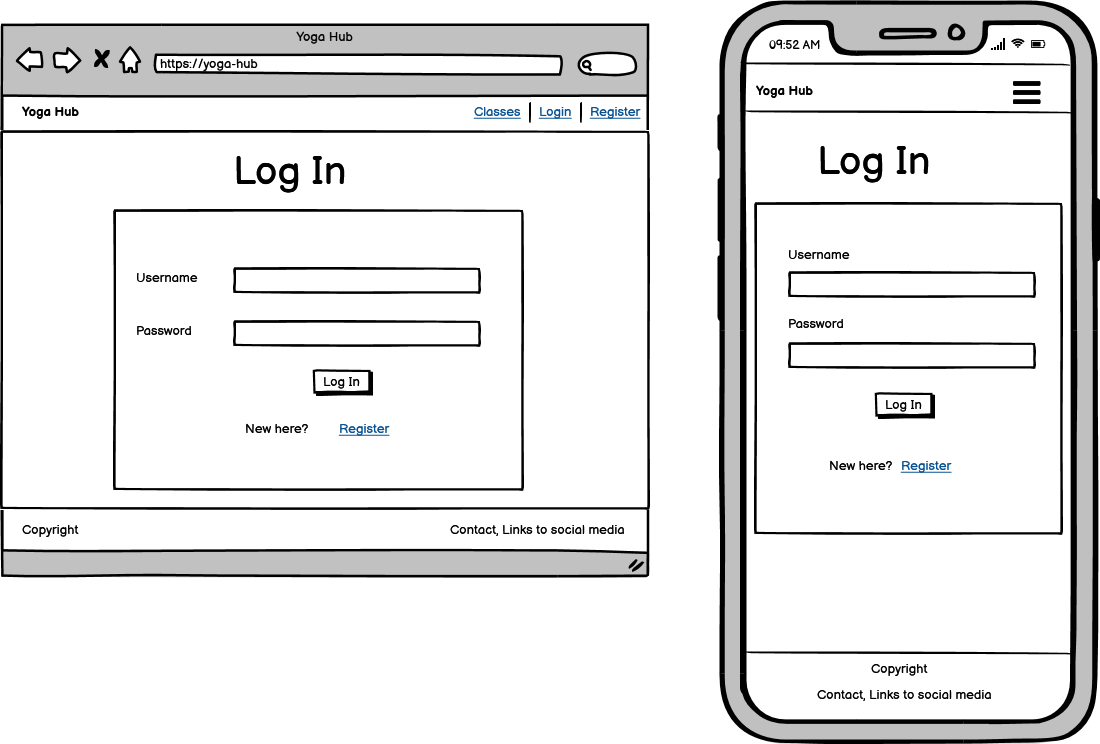 Yoga Hub
https://yoga-hub
Yoga Hub Classes Login Register
Log In
Username
Password
Log In
New here? Register
Copyright Contact, Links to social media
09:52 AM
Yoga Hub
Log In
Username
Password
Log In
New here? Register
Copyright
Contact, Links to social media